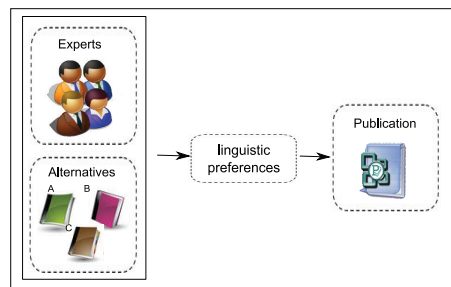 Experts
Alternatives
A
B
C
linguistic
preferences
Publication
P